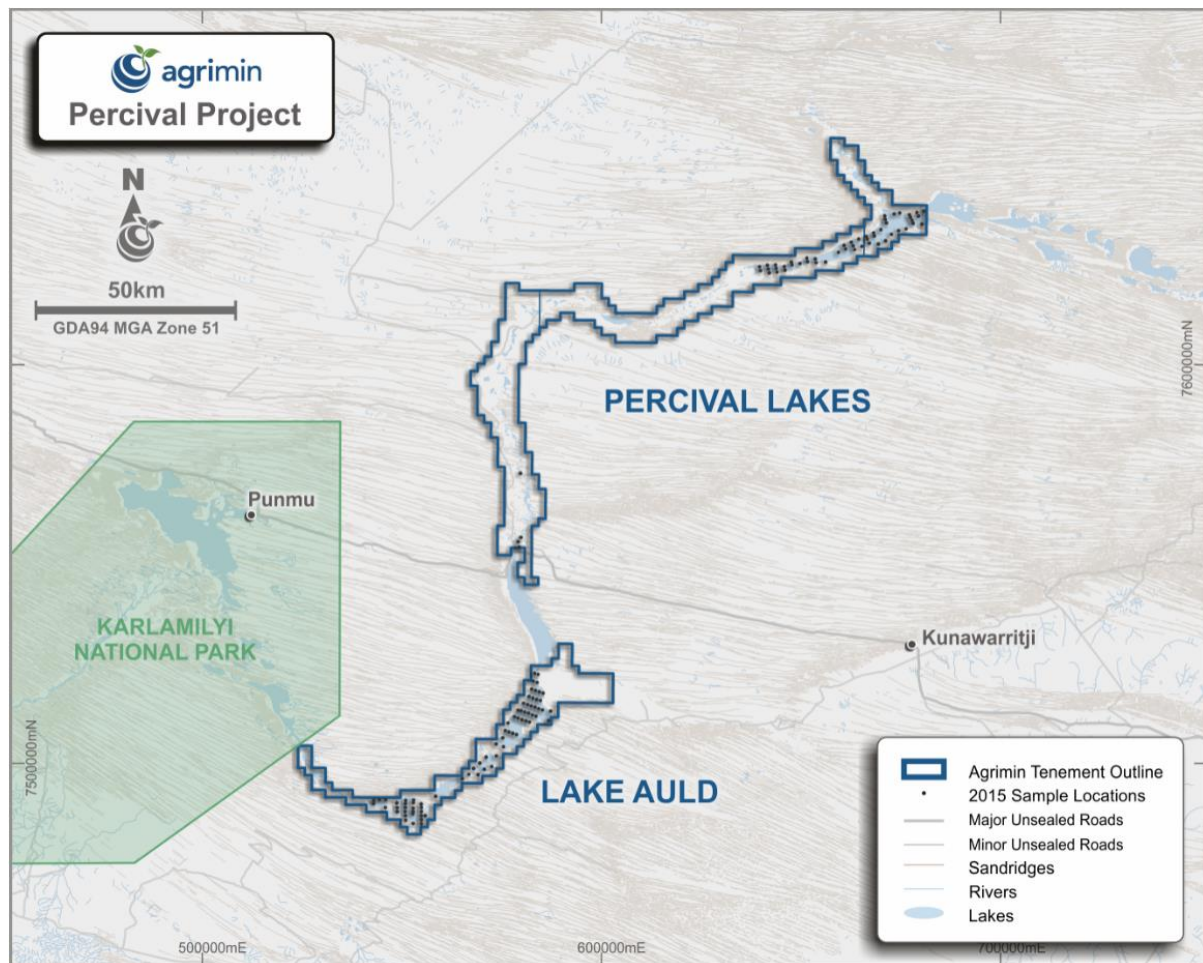 agrimin
Percival Project
N
50km
GDA94 MGA Zone 51
PERCIVAL LAKES
7600000mN
Punmu
KARLAMILYI
NATIONAL PARK
Kunawarritji
7500000mN
LAKE AULD
Agrimin Tenement Outline
2015 Sample Locations
Major Unsealed Roads
Minor Unsealed Roads
Sandridges
Rivers
Lakes
500000mE
600000mE
700000mE